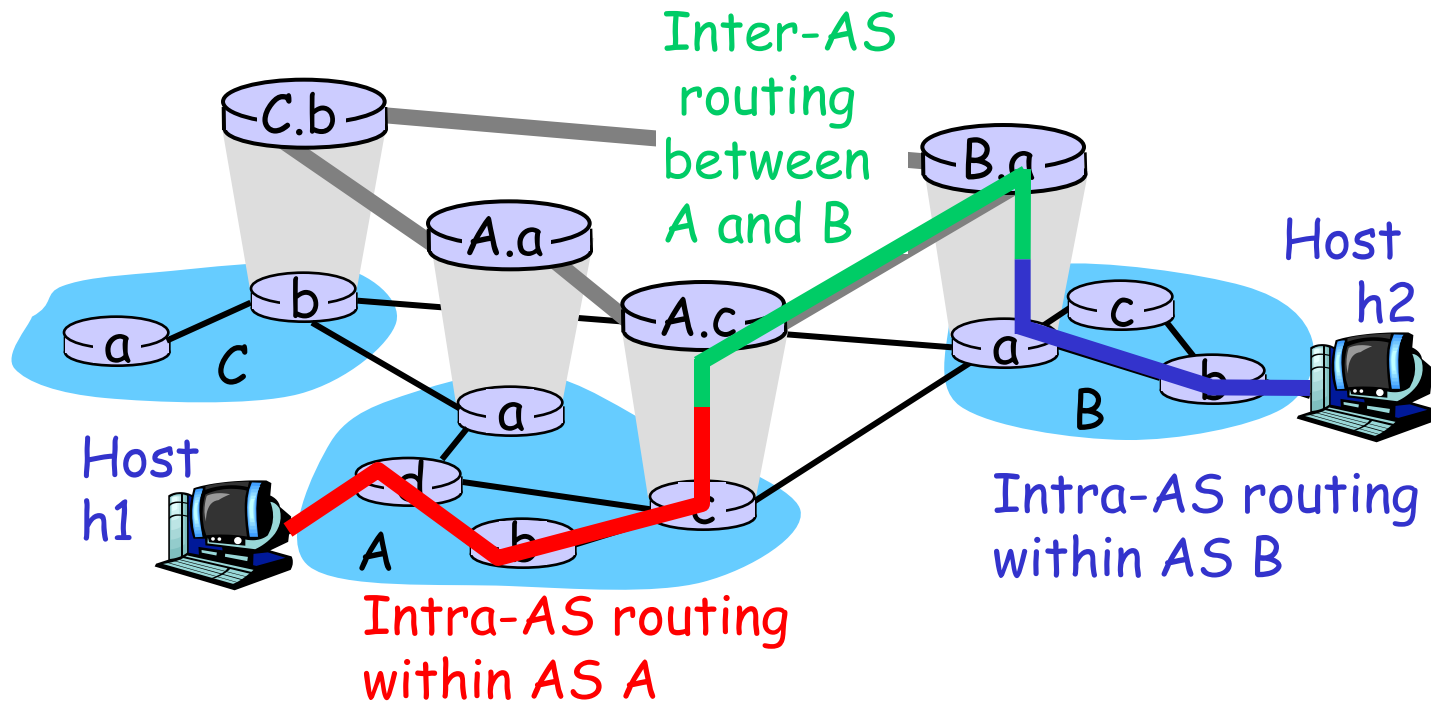 Inter-AS
routing
between
A and B
C.b
B.a
A.a
A.c
Host
h2
b
a
C
c
a
b
B
a
Host
h1
d
c
b
A
Intra-AS routing
within AS B
Intra-AS routing
within AS A